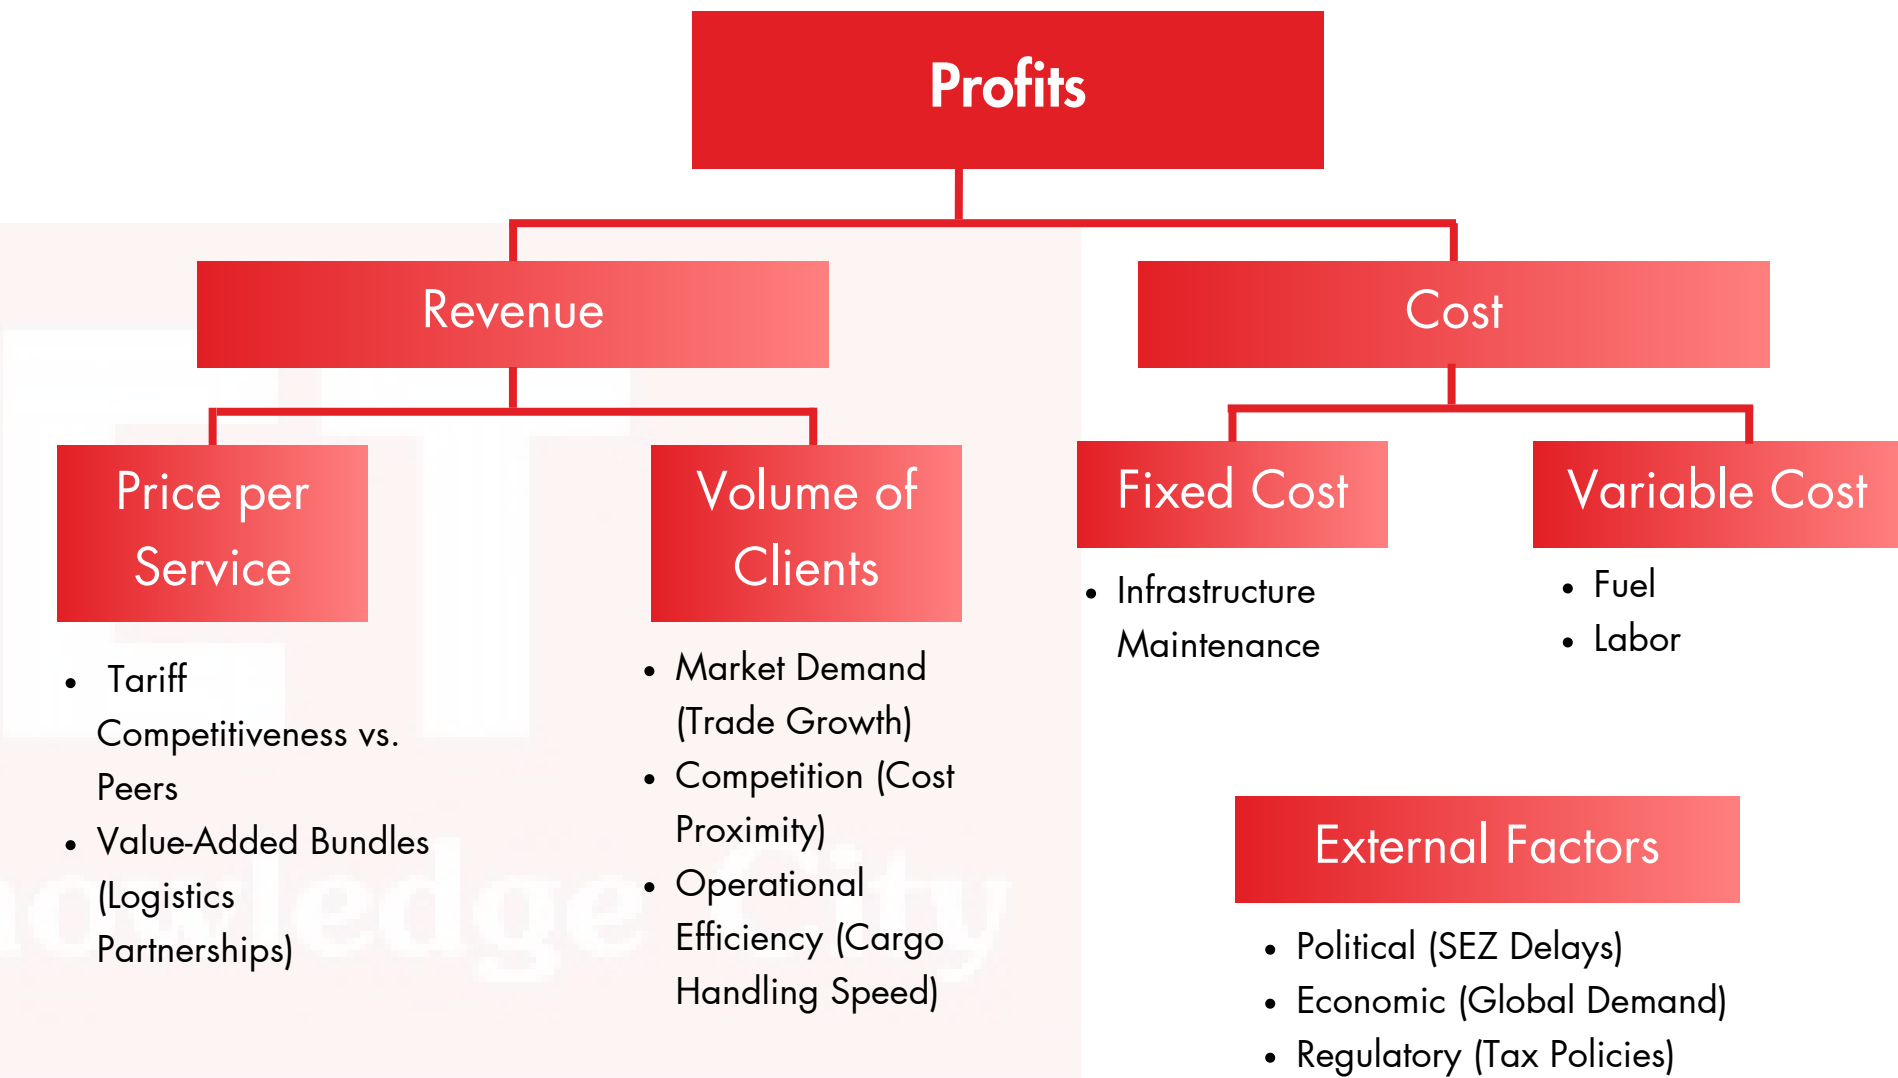 Profits
Revenue
Cost
Price per
Service
Volume of
Clients
Fixed Cost
Variable Cost
• Tariff
Competitiveness vs.
Peers
• Value-Added Bundles
(Logistics
Partnerships)
• Market Demand
(Trade Growth)
• Competition (Cost
Proximity)
• Operational
Efficiency (Cargo
Handling Speed)
• Infrastructure
Maintenance
• Fuel
• Labor
External Factors
• Political (SEZ Delays)
• Economic (Global Demand)
• Regulatory (Tax Policies)
nowledge City